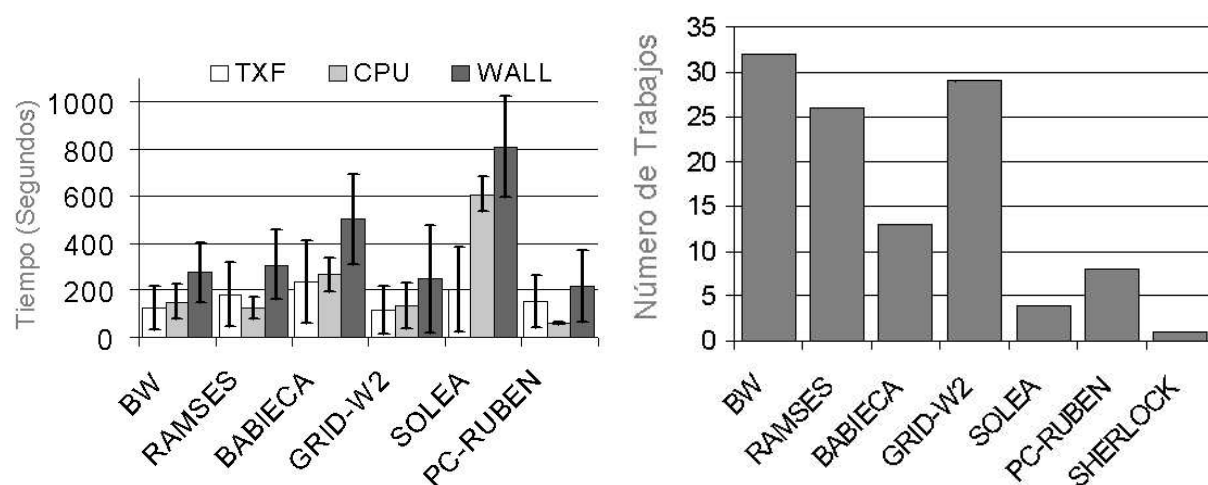 TXF CPU WALL
Tiempo (Segundos)
1000
800
600
400
200
0
BW
RAMSES
BABIECA
GRID-W2
SOLEA
PC-RUBEN
Número de Trabajos
35
30
25
20
15
10
5
0
BW
RAMSES
BABIECA
GRID-W2
SOLEA
PC-RUBEN
SHERLOCK